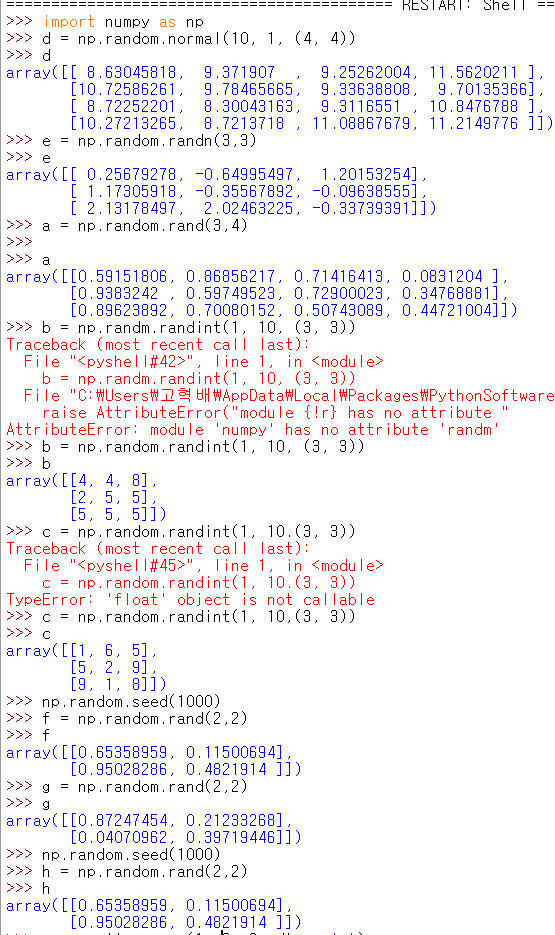 ========================================== RESTART: Shell ==
>>> import numpy as np
>>> d = np.random.normal(10, 1, (4, 4))
>>> d
array([[ 8.63045818,  9.371907  ,  9.25262004, 11.5620211 ],
       [10.72586261,  9.78465665,  9.33638808,  9.70135366],
       [ 8.72252201,  8.30043163,  9.3116551 , 10.8476788 ],
       [10.27213265,  8.7213718 , 11.08867679, 11.2149776 ]])
>>> e = np.random.randn(3,3)
>>> e
array([[ 0.25679278, -0.64995497,  1.20153254],
       [ 1.17305918, -0.35567892, -0.09638555],
       [ 2.13178497,  2.02463225, -0.33739391]])
>>> a = np.random.rand(3,4)
>>>
>>> a
array([[0.59151806, 0.86856217, 0.71416413, 0.0831204 ],
       [0.9383242 , 0.59749523, 0.72900023, 0.34768881],
       [0.89623892, 0.70080152, 0.50743089, 0.44721004]])
>>> b = np.randm.randint(1, 10, (3, 3))
Traceback (most recent call last):
  File "<pyshell#42>", line 1, in <module>
    b = np.randm.randint(1, 10, (3, 3))
  File "C:₩Users₩고혁배₩AppData₩Local₩Packages₩PythonSoftware
    raise AttributeError("module {!r} has no attribute "
AttributeError: module 'numpy' has no attribute 'randm'
>>> b = np.random.randint(1, 10, (3, 3))
>>> b
array([[4, 4, 8],
       [2, 5, 5],
       [5, 5, 5]])
>>> c = np.random.randint(1, 10.(3, 3))
Traceback (most recent call last):
  File "<pyshell#45>", line 1, in <module>
    c = np.random.randint(1, 10.(3, 3))
TypeError: 'float' object is not callable
>>> c = np.random.randint(1, 10,(3, 3))
>>> c
array([[1, 6, 5],
       [5, 2, 9],
       [9, 1, 8]])
>>> np.random.seed(1000)
>>> f = np.random.rand(2,2)
>>> f
array([[0.65358959, 0.11500694],
       [0.95028286, 0.4821914 ]])
>>> g = np.random.rand(2,2)
>>> g
array([[0.87247454, 0.21233268],
       [0.04070962, 0.39719446]])
>>> np.random.seed(1000)
>>> h = np.random.rand(2,2)
>>> h
array([[0.65358959, 0.11500694],
       [0.95028286, 0.4821914 ]])